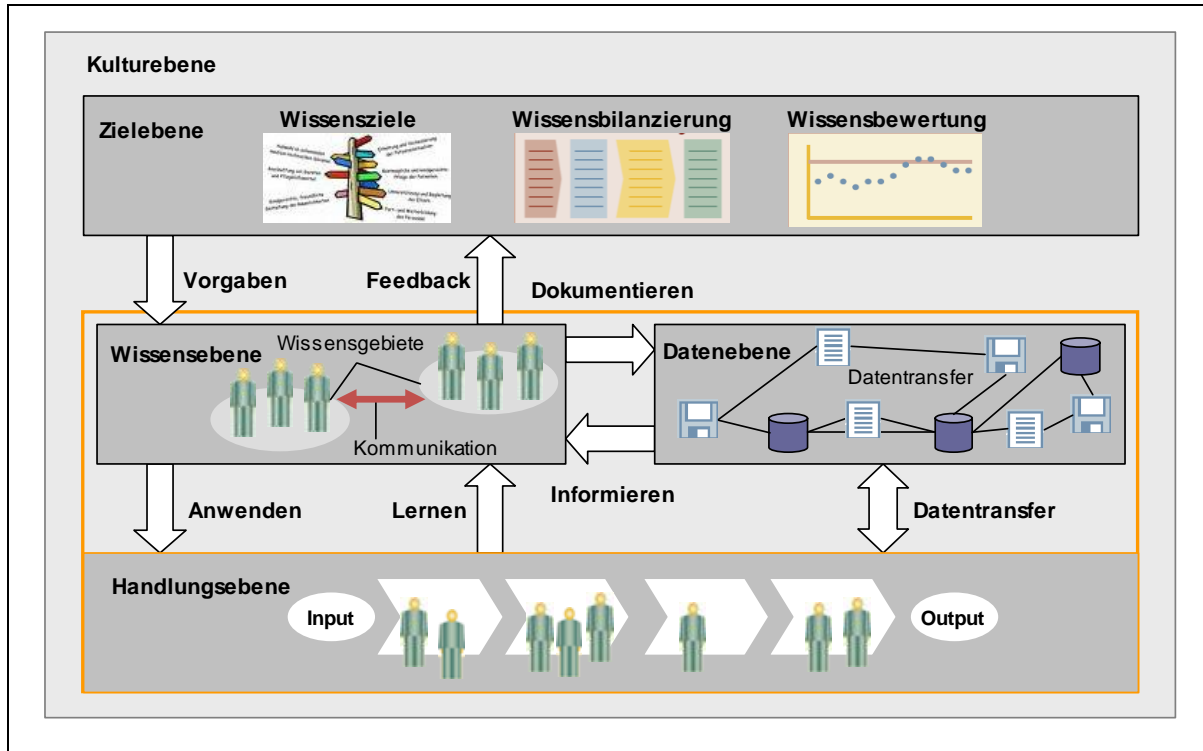 Kulturebene
Zielebene
Wissensziele
Wissensbilanzierung
Wissensbewertung
Vorgaben
Feedback
Dokumentieren
Wissensebene
Wissensgebiete
Kommunikation
Datenebene
Datentransfer
Anwenden
Lernen
Informieren
Datentransfer
Handlungsebene
Input
Output